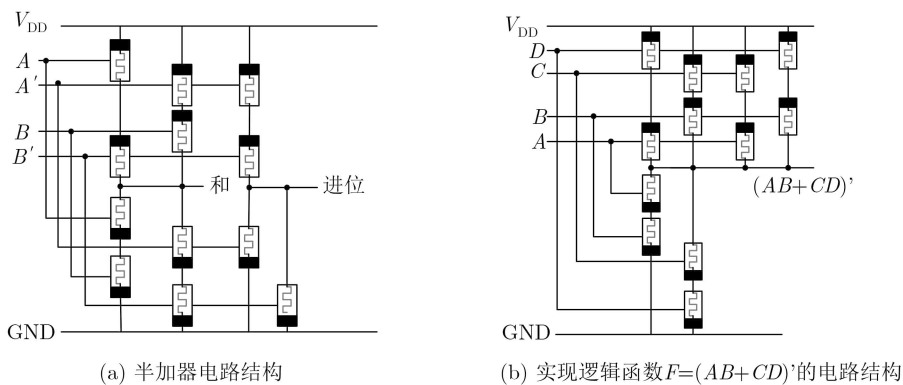 V_DD
A
A′
B
B′
和
进位
GND
(a) 半加器电路结构
V_DD
D
C
B
A
(AB+CD)’
GND
(b) 实现逻辑函数F=(AB+CD)’的电路结构